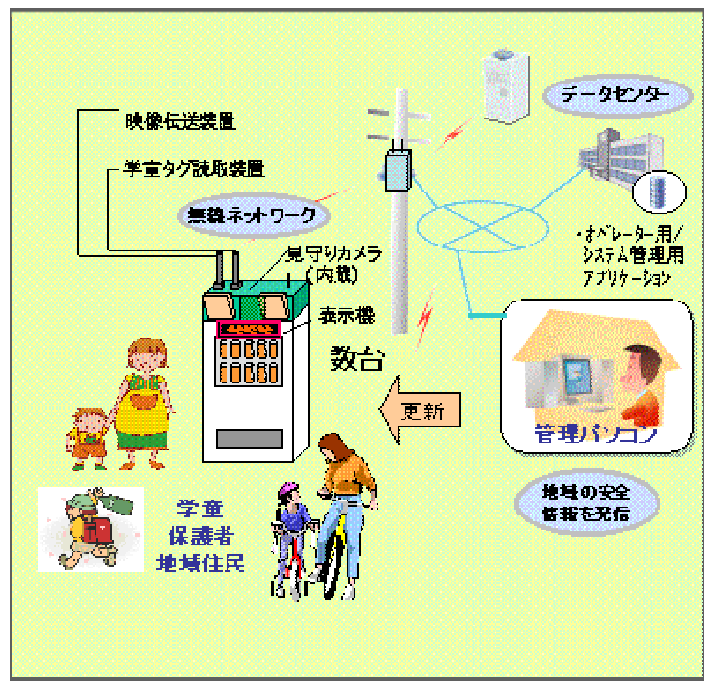 データセンター
映像伝送装置
学童タグ読取装置
無線ネットワーク
・オペレーター用/
システム管理用
アプリケーション
見守りカメラ
(内蔵)
表示機
数台
更新
管理パソコン
地域の安全
情報を発信
学童
保護者
地域住民